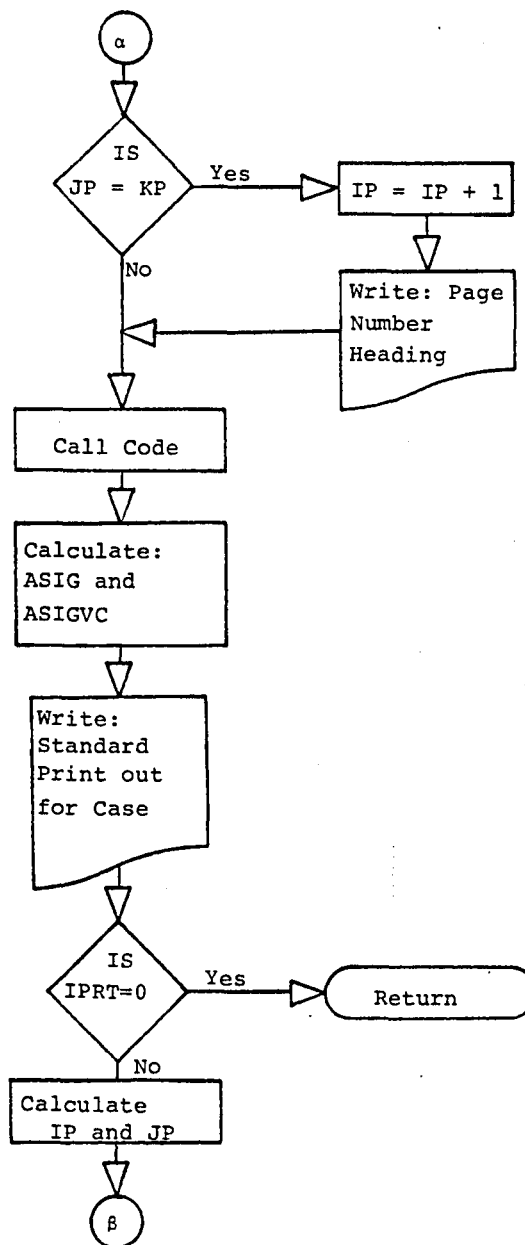 α
IS
JP = KP
Yes
IP = IP + 1
No
Write: Page
Number
Heading
Call Code
Calculate:
ASIG and
ASIGVC
Write:
Standard
Print out
for Case
IS
IPRT=0
Yes
Return
No
Calculate
IP and JP
β